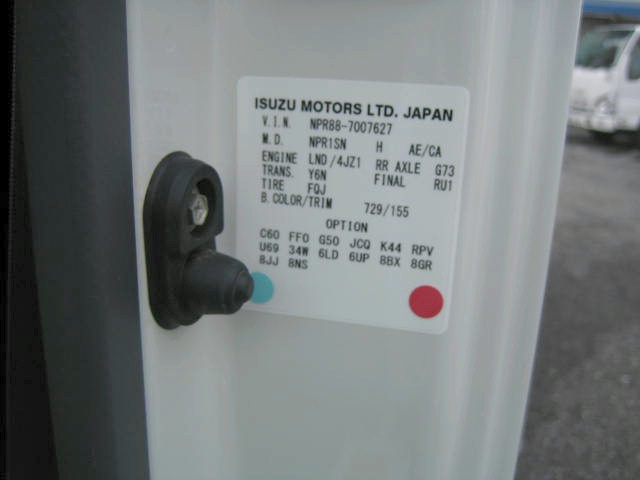 ISUZU MOTORS LTD. JAPAN
V.I.N. NPR88-7007627
M.D. NPR1SN H AE/CA
ENGINE LND/4JZ1 RR AXLE G73
TRANS. Y6N FINAL RU1
TIRE FQJ
B.COLOR/TRIM 729/155
OPTION
C60 FF0 G50 JCQ K44 RPV
U69 34W 6LD 6UP 8BX 8GR
8JJ 8NS